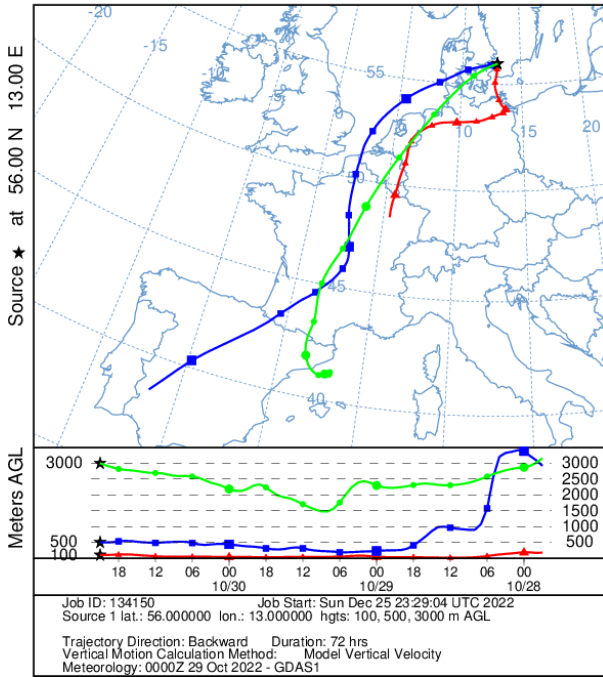 -20
-15
-10
55
10
15
20
50
45
40
Source ★ at 56.00 N 13.00 E
Meters AGL
3000
500
100
3000
2500
2000
1500
1000
500
18 12 06 00 18 12 06 00 18 12 06 00
10/30 10/29 10/28
Job ID: 134150 Job Start: Sun Dec 25 23:29:04 UTC 2022
Source 1 lat.: 56.000000 lon.: 13.000000 hgts: 100, 500, 3000 m AGL
Trajectory Direction: Backward Duration: 72 hrs
Vertical Motion Calculation Method: Model Vertical Velocity
Meteorology: 0000Z 29 Oct 2022 - GDAS1